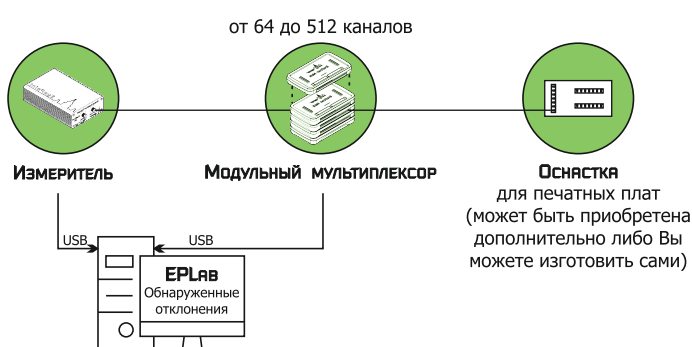 от 64 до 512 каналов
Измеритель
Модульный мультиплексор
Оснастка
для печатных плат
(может быть приобретена
дополнительно либо Вы
можете изготовить сами)
USB
USB
EPLab
Обнаруженные
отклонения